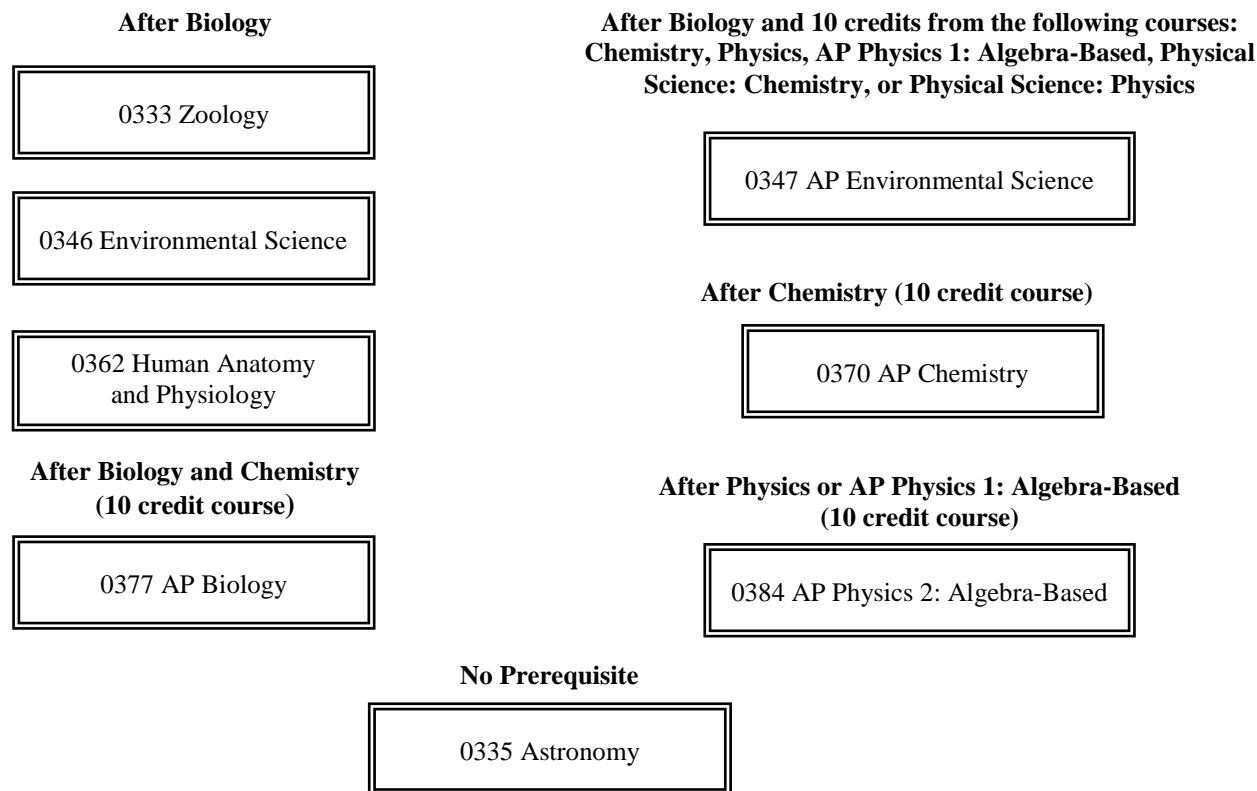 After Biology
0333 Zoology
0346 Environmental Science
0362 Human Anatomy
and Physiology
After Biology and Chemistry
(10 credit course)
0377 AP Biology
After Biology and 10 credits from the following courses:
Chemistry, Physics, AP Physics 1: Algebra-Based, Physical
Science: Chemistry, or Physical Science: Physics
0347 AP Environmental Science
After Chemistry (10 credit course)
0370 AP Chemistry
After Physics or AP Physics 1: Algebra-Based
(10 credit course)
0384 AP Physics 2: Algebra-Based
No Prerequisite
0335 Astronomy